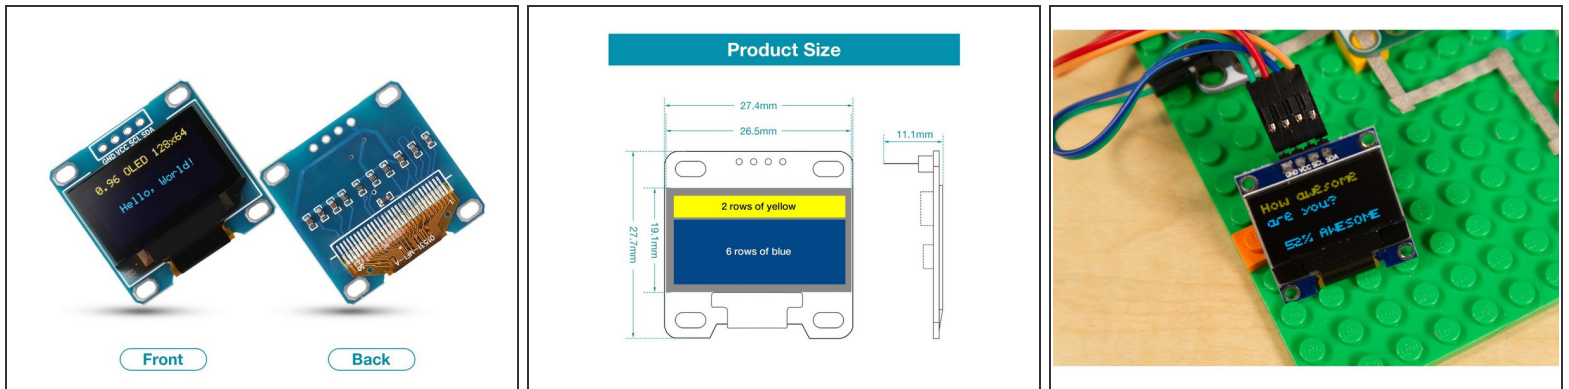 GND VCC SCL SDA
0.96 OLED 128x64
Hello, World!
Front
Back
Product Size
27.4mm
26.5mm
11.1mm
2 rows of yellow
6 rows of blue
27.7mm
19.1mm
GND VCC SCL SDA
How awesome
are you?
52% AWESOME